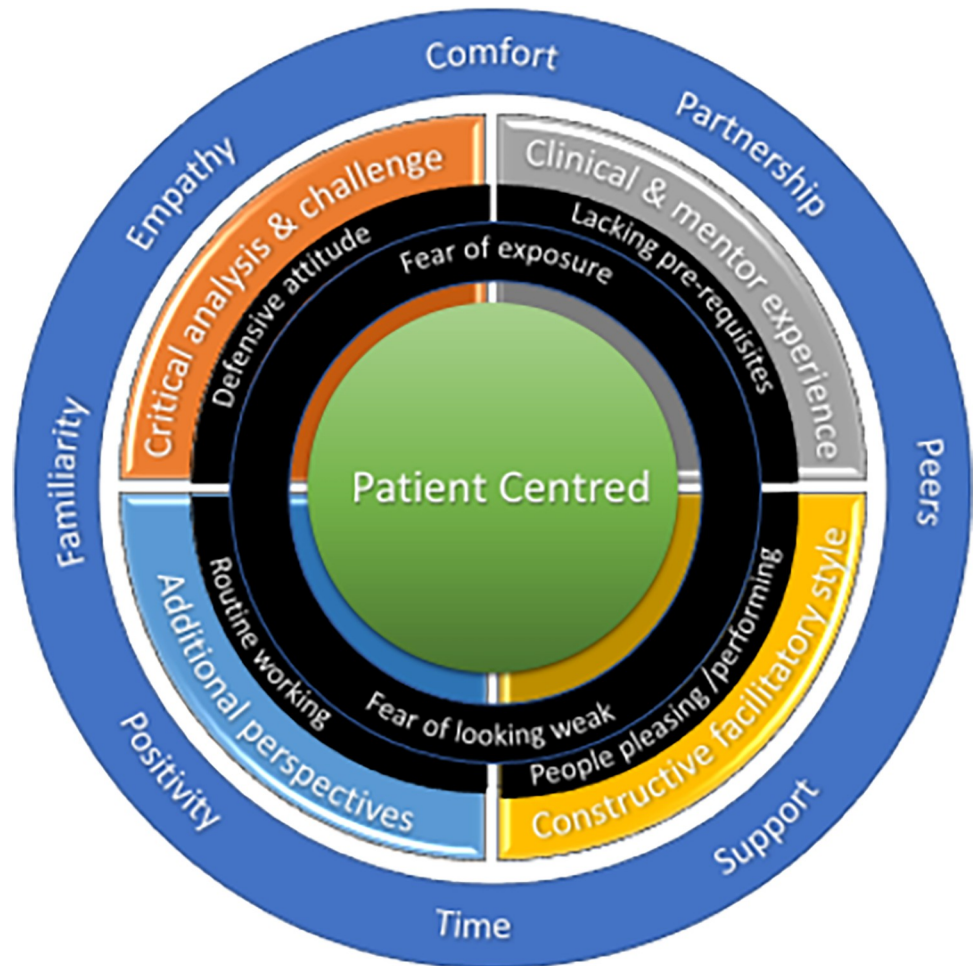 Comfort
Partnership
Peers
Support
Time
Positivity
Familiarity
Empathy
Critical analysis & challenge
Clinical & mentor experience
Constructive facilitatory style
Additional perspectives
Defensive attitude
Lacking pre-requisites
People pleasing /performing
Routine working
Fear of exposure
Fear of looking weak
Patient Centred